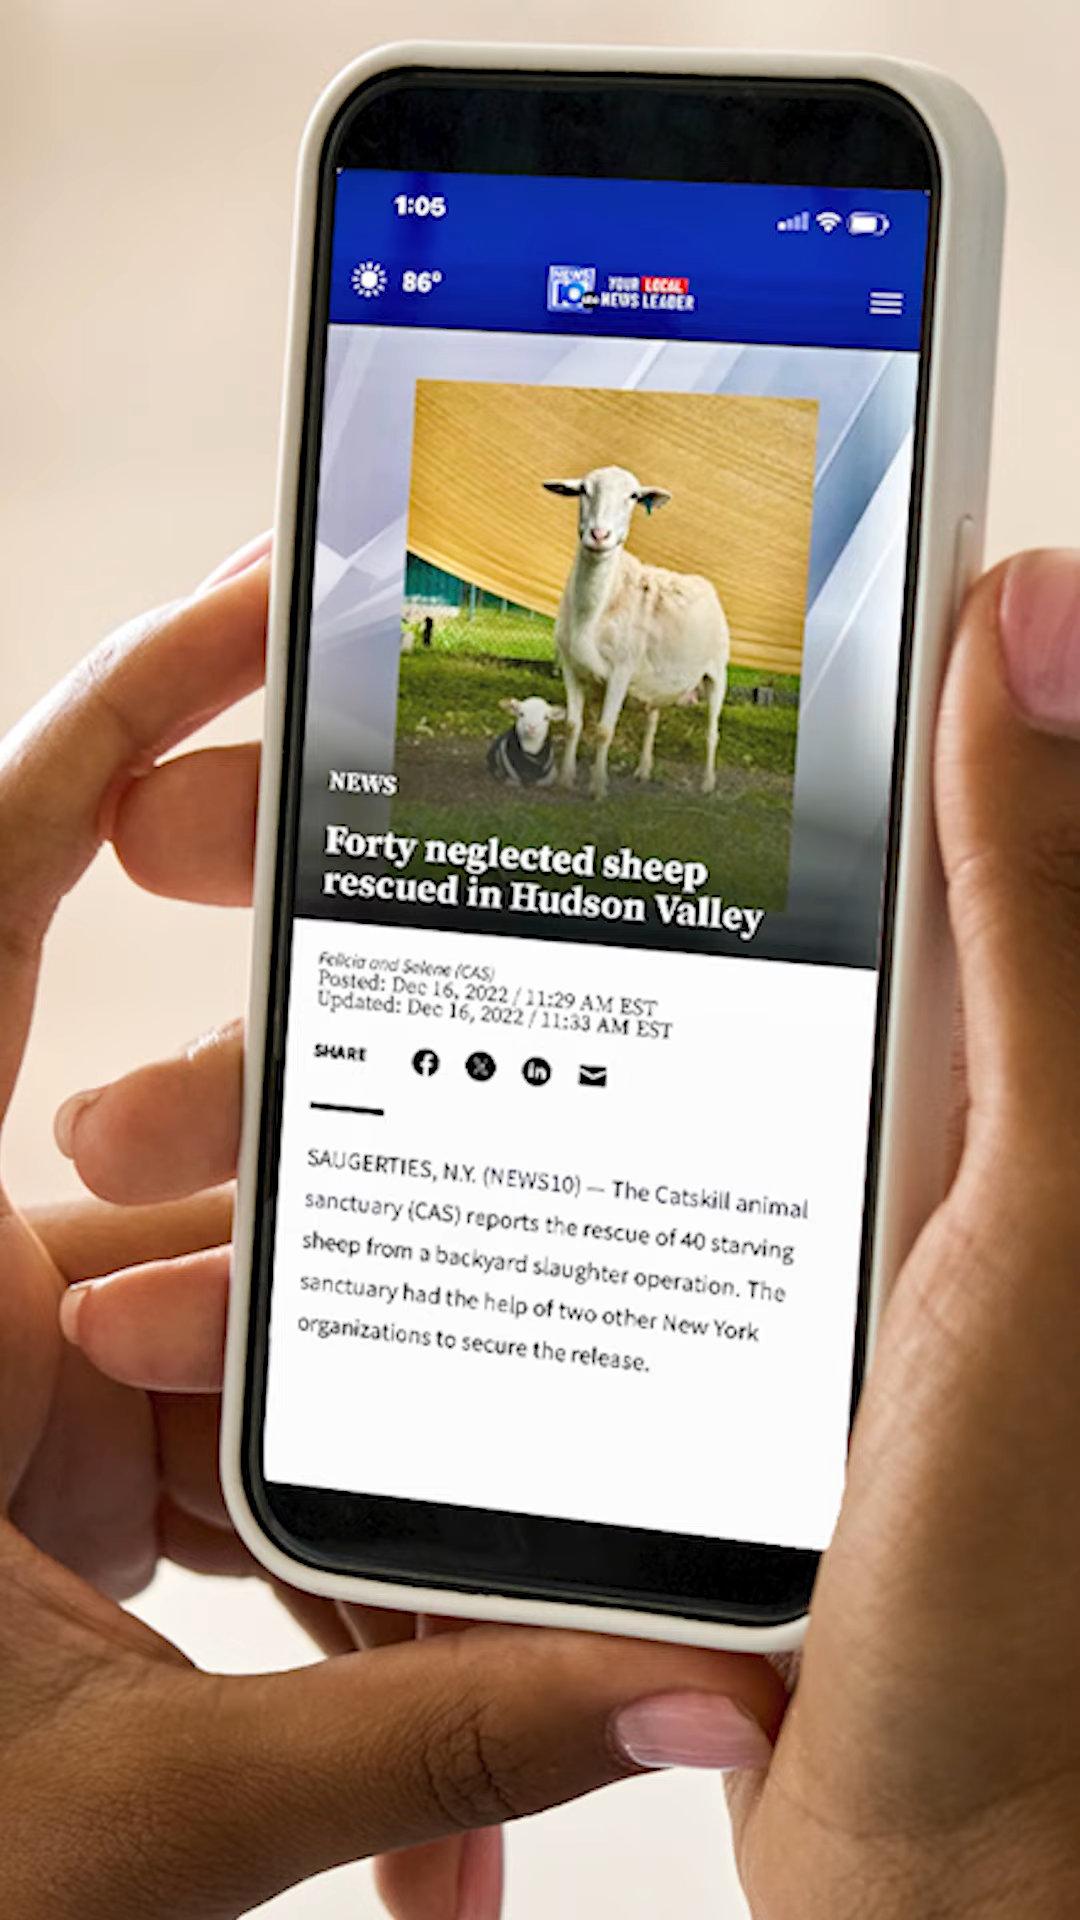 1:05
86°
NEWS
10
YOUR LOCAL
NEWS LEADER
NEWS
Forty neglected sheep
rescued in Hudson Valley
Felicia and Selene (CAS)
Posted: Dec 16, 2022 / 11:29 AM EST
Updated: Dec 16, 2022 / 11:33 AM EST
SHARE
SAUGERTIES, N.Y. (NEWS10) — The Catskill animal
sanctuary (CAS) reports the rescue of 40 starving
sheep from a backyard slaughter operation. The
sanctuary had the help of two other New York
organizations to secure the release.